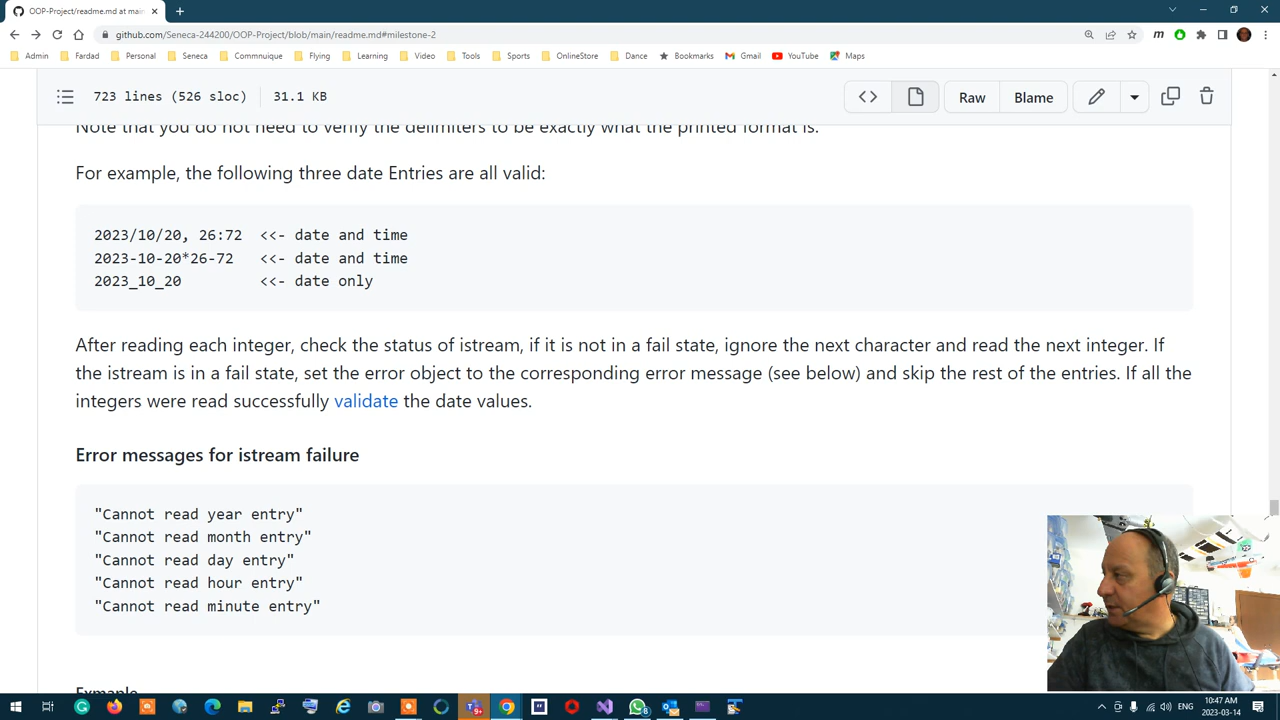 OOP-Project/readme.md at main
github.com/Seneca-244200/OOP-Project/blob/main/readme.md#milestone-2
Admin Fardad Personal Seneca Commnuique Flying Learning Video Tools Sports OnlineStore Dance Bookmarks Gmail YouTube Maps
723 lines (526 sloc) 31.1 KB Raw Blame
Note that you do not need to verify the delimiters to be exactly what the printed format is.
For example, the following three date Entries are all valid:
2023/10/20, 26:72 <<- date and time
2023-10-20*26-72 <<- date and time
2023_10_20 <<- date only
After reading each integer, check the status of istream, if it is not in a fail state, ignore the next character and read the next integer. If
the istream is in a fail state, set the error object to the corresponding error message (see below) and skip the rest of the entries. If all the
integers were read successfully validate the date values.
Error messages for istream failure
"Cannot read year entry"
"Cannot read month entry"
"Cannot read day entry"
"Cannot read hour entry"
"Cannot read minute entry"
Exmaple
ENG
10:47 AM
2023-03-14